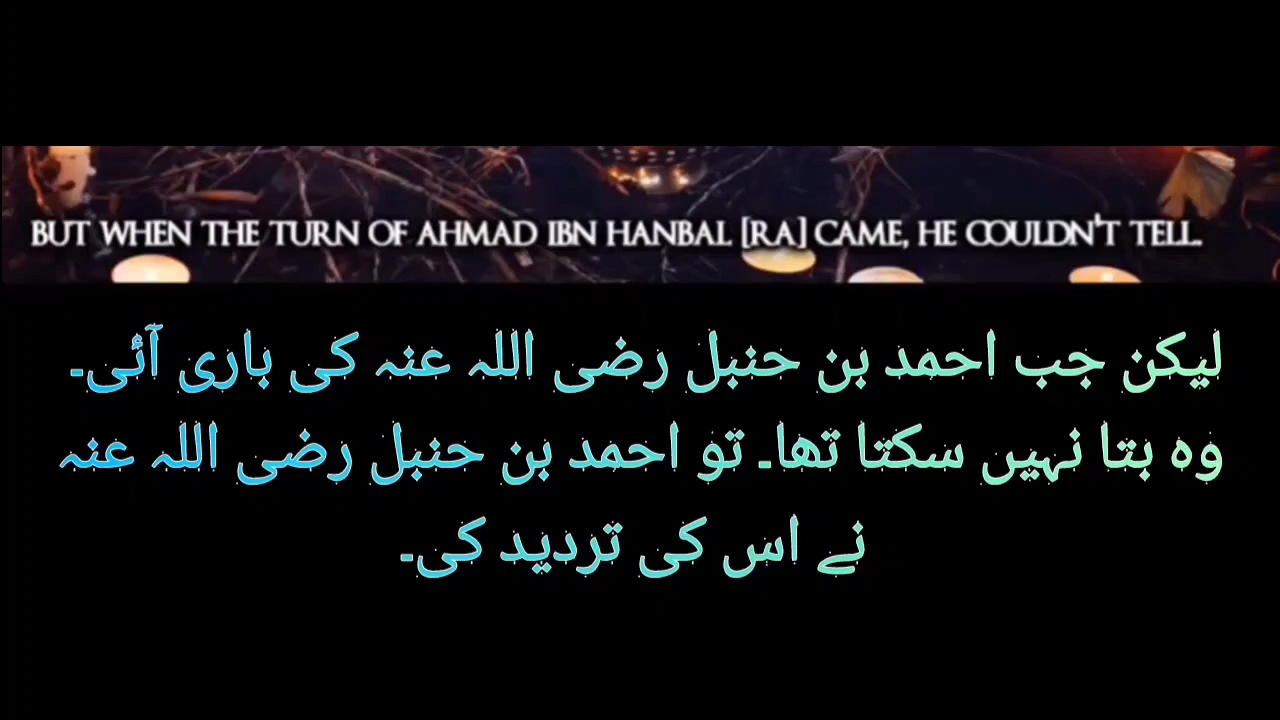 BUT WHEN THE TURN OF AHMAD IBN HANBAL [RA] CAME, HE COULDN'T TELL.
لیکن جب احمد بن حنبل رضی اللہ عنہ کی باری آئی۔
وہ بتا نہیں سکتا تھا۔ تو احمد بن حنبل رضی اللہ عنہ
نے اس کی تردید کی۔